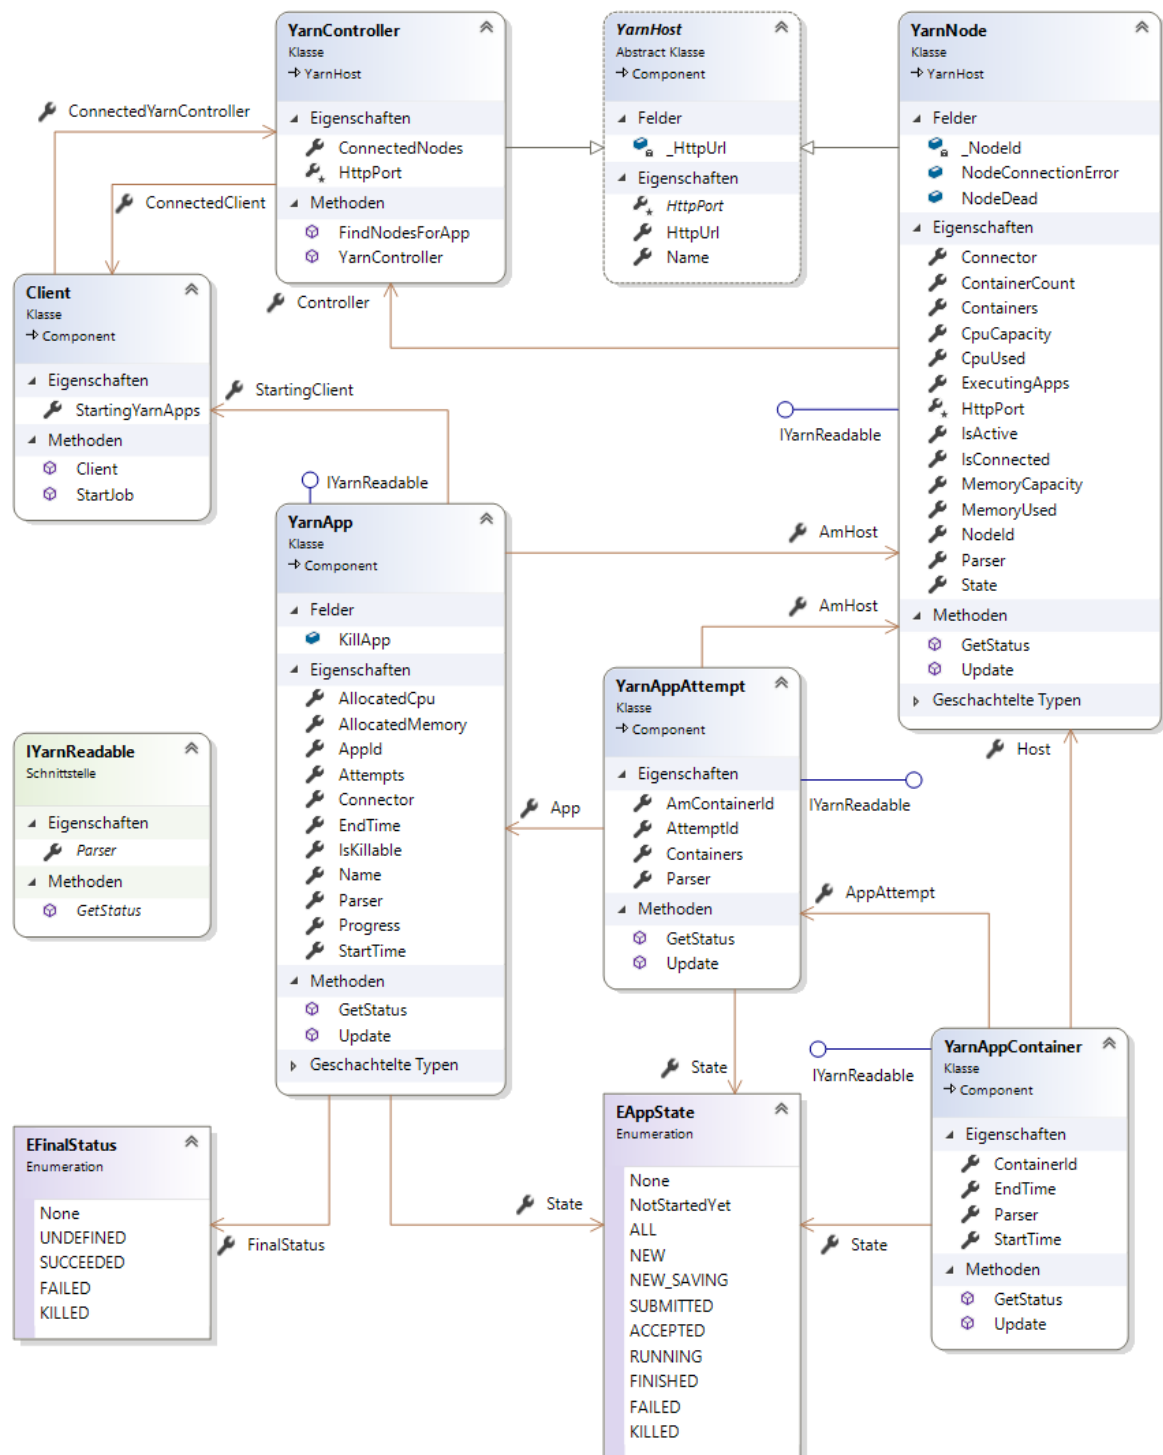 YarnController
Klasse
YarnHost
Eigenschaften
ConnectedNodes
HttpPort
Methoden
FindNodesForApp
YarnController
YarnHost
Abstract Klasse
Component
Felder
_HttpUrl
Eigenschaften
HttpPort
HttpUrl
Name
YarnNode
Klasse
YarnHost
Felder
_NodeId
NodeConnectionError
NodeDead
Eigenschaften
Connector
ContainerCount
Containers
CpuCapacity
CpuUsed
ExecutingApps
HttpPort
IsActive
IsConnected
MemoryCapacity
MemoryUsed
NodeId
Parser
State
Methoden
GetStatus
Update
Geschachtelte Typen
ConnectedYarnController
ConnectedClient
Controller
Client
Klasse
Component
Eigenschaften
StartingYarnApps
Methoden
Client
StartJob
StartingClient
IYarnReadable
IYarnReadable
YarnApp
Klasse
Component
Felder
KillApp
Eigenschaften
AllocatedCpu
AllocatedMemory
AppId
Attempts
Connector
EndTime
IsKillable
Name
Parser
Progress
StartTime
Methoden
GetStatus
Update
Geschachtelte Typen
AmHost
AmHost
YarnAppAttempt
Klasse
Component
Eigenschaften
AmContainerId
AttemptId
Containers
Parser
Methoden
GetStatus
Update
IYarnReadable
Host
App
AppAttempt
IYarnReadable
Schnittstelle
Eigenschaften
Parser
Methoden
GetStatus
IYarnReadable
YarnAppContainer
Klasse
Component
Eigenschaften
ContainerId
EndTime
Parser
StartTime
Methoden
GetStatus
Update
State
State
State
FinalStatus
EFinalStatus
Enumeration
None
UNDEFINED
SUCCEEDED
FAILED
KILLED
EAppState
Enumeration
None
NotStartedYet
ALL
NEW
NEW_SAVING
SUBMITTED
ACCEPTED
RUNNING
FINISHED
FAILED
KILLED